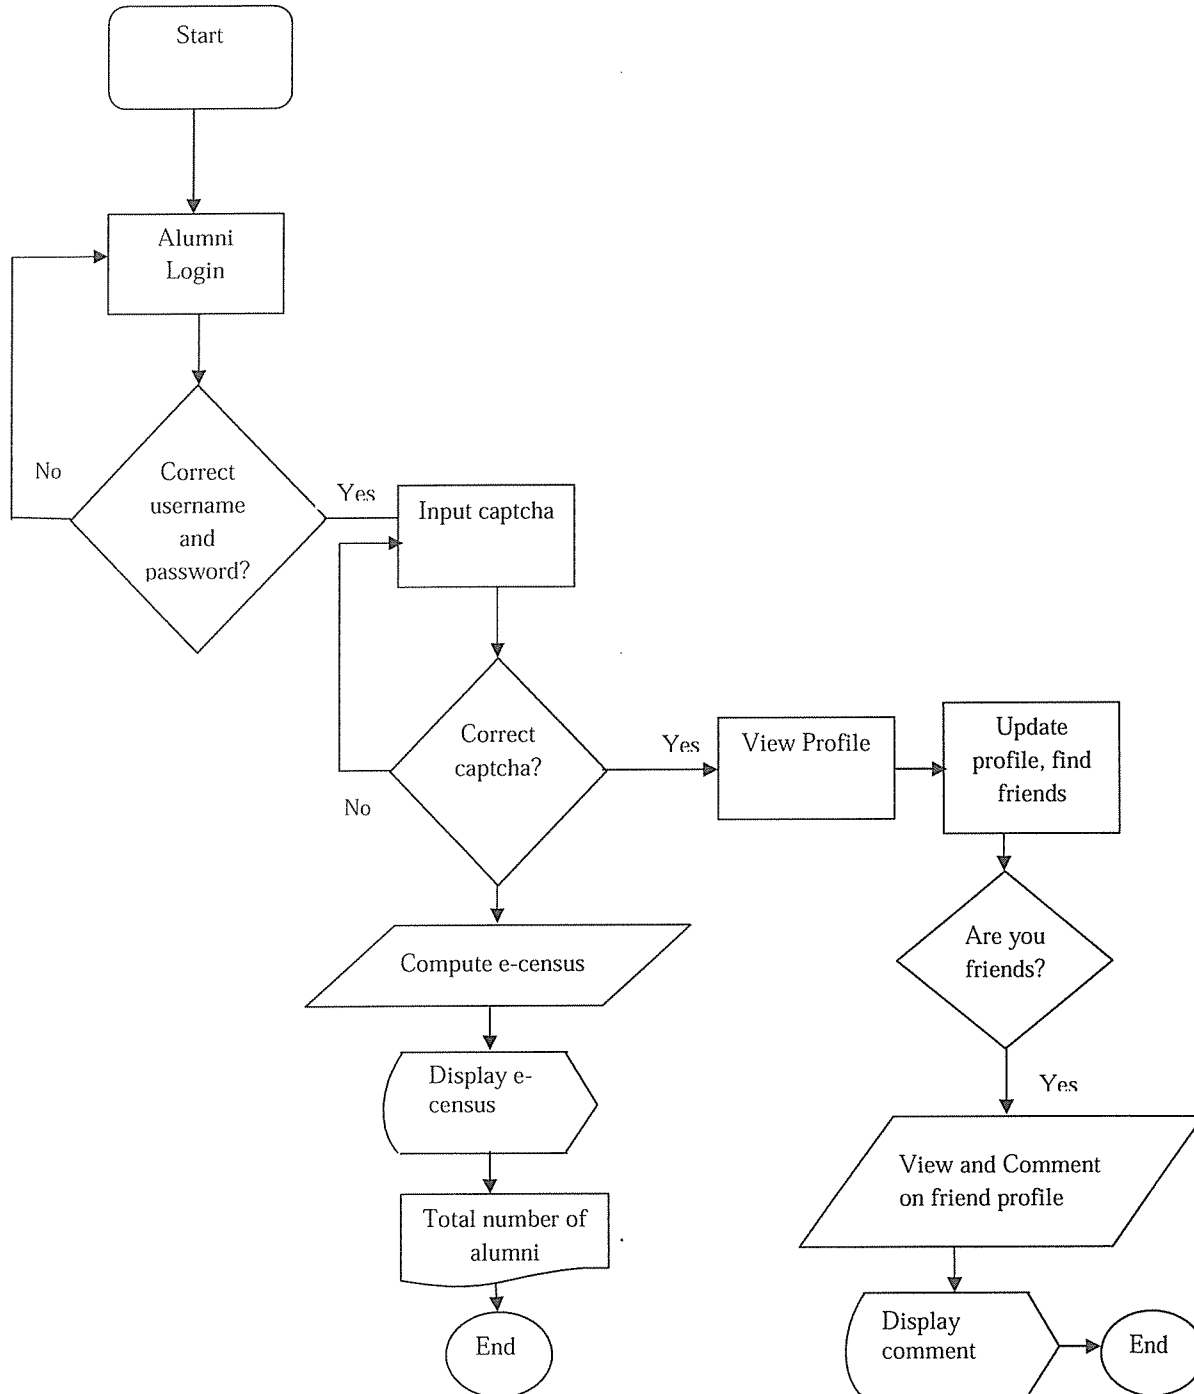 Start
Alumni
Login
No
Correct
username
and
password?
Yes
Input captcha
Correct
captcha?
No
Yes
View Profile
Update
profile, find
friends
Are you
friends?
Yes
Compute e-census
Display e-
census
Total number of
alumni
End
View and Comment
on friend profile
Display
comment
End